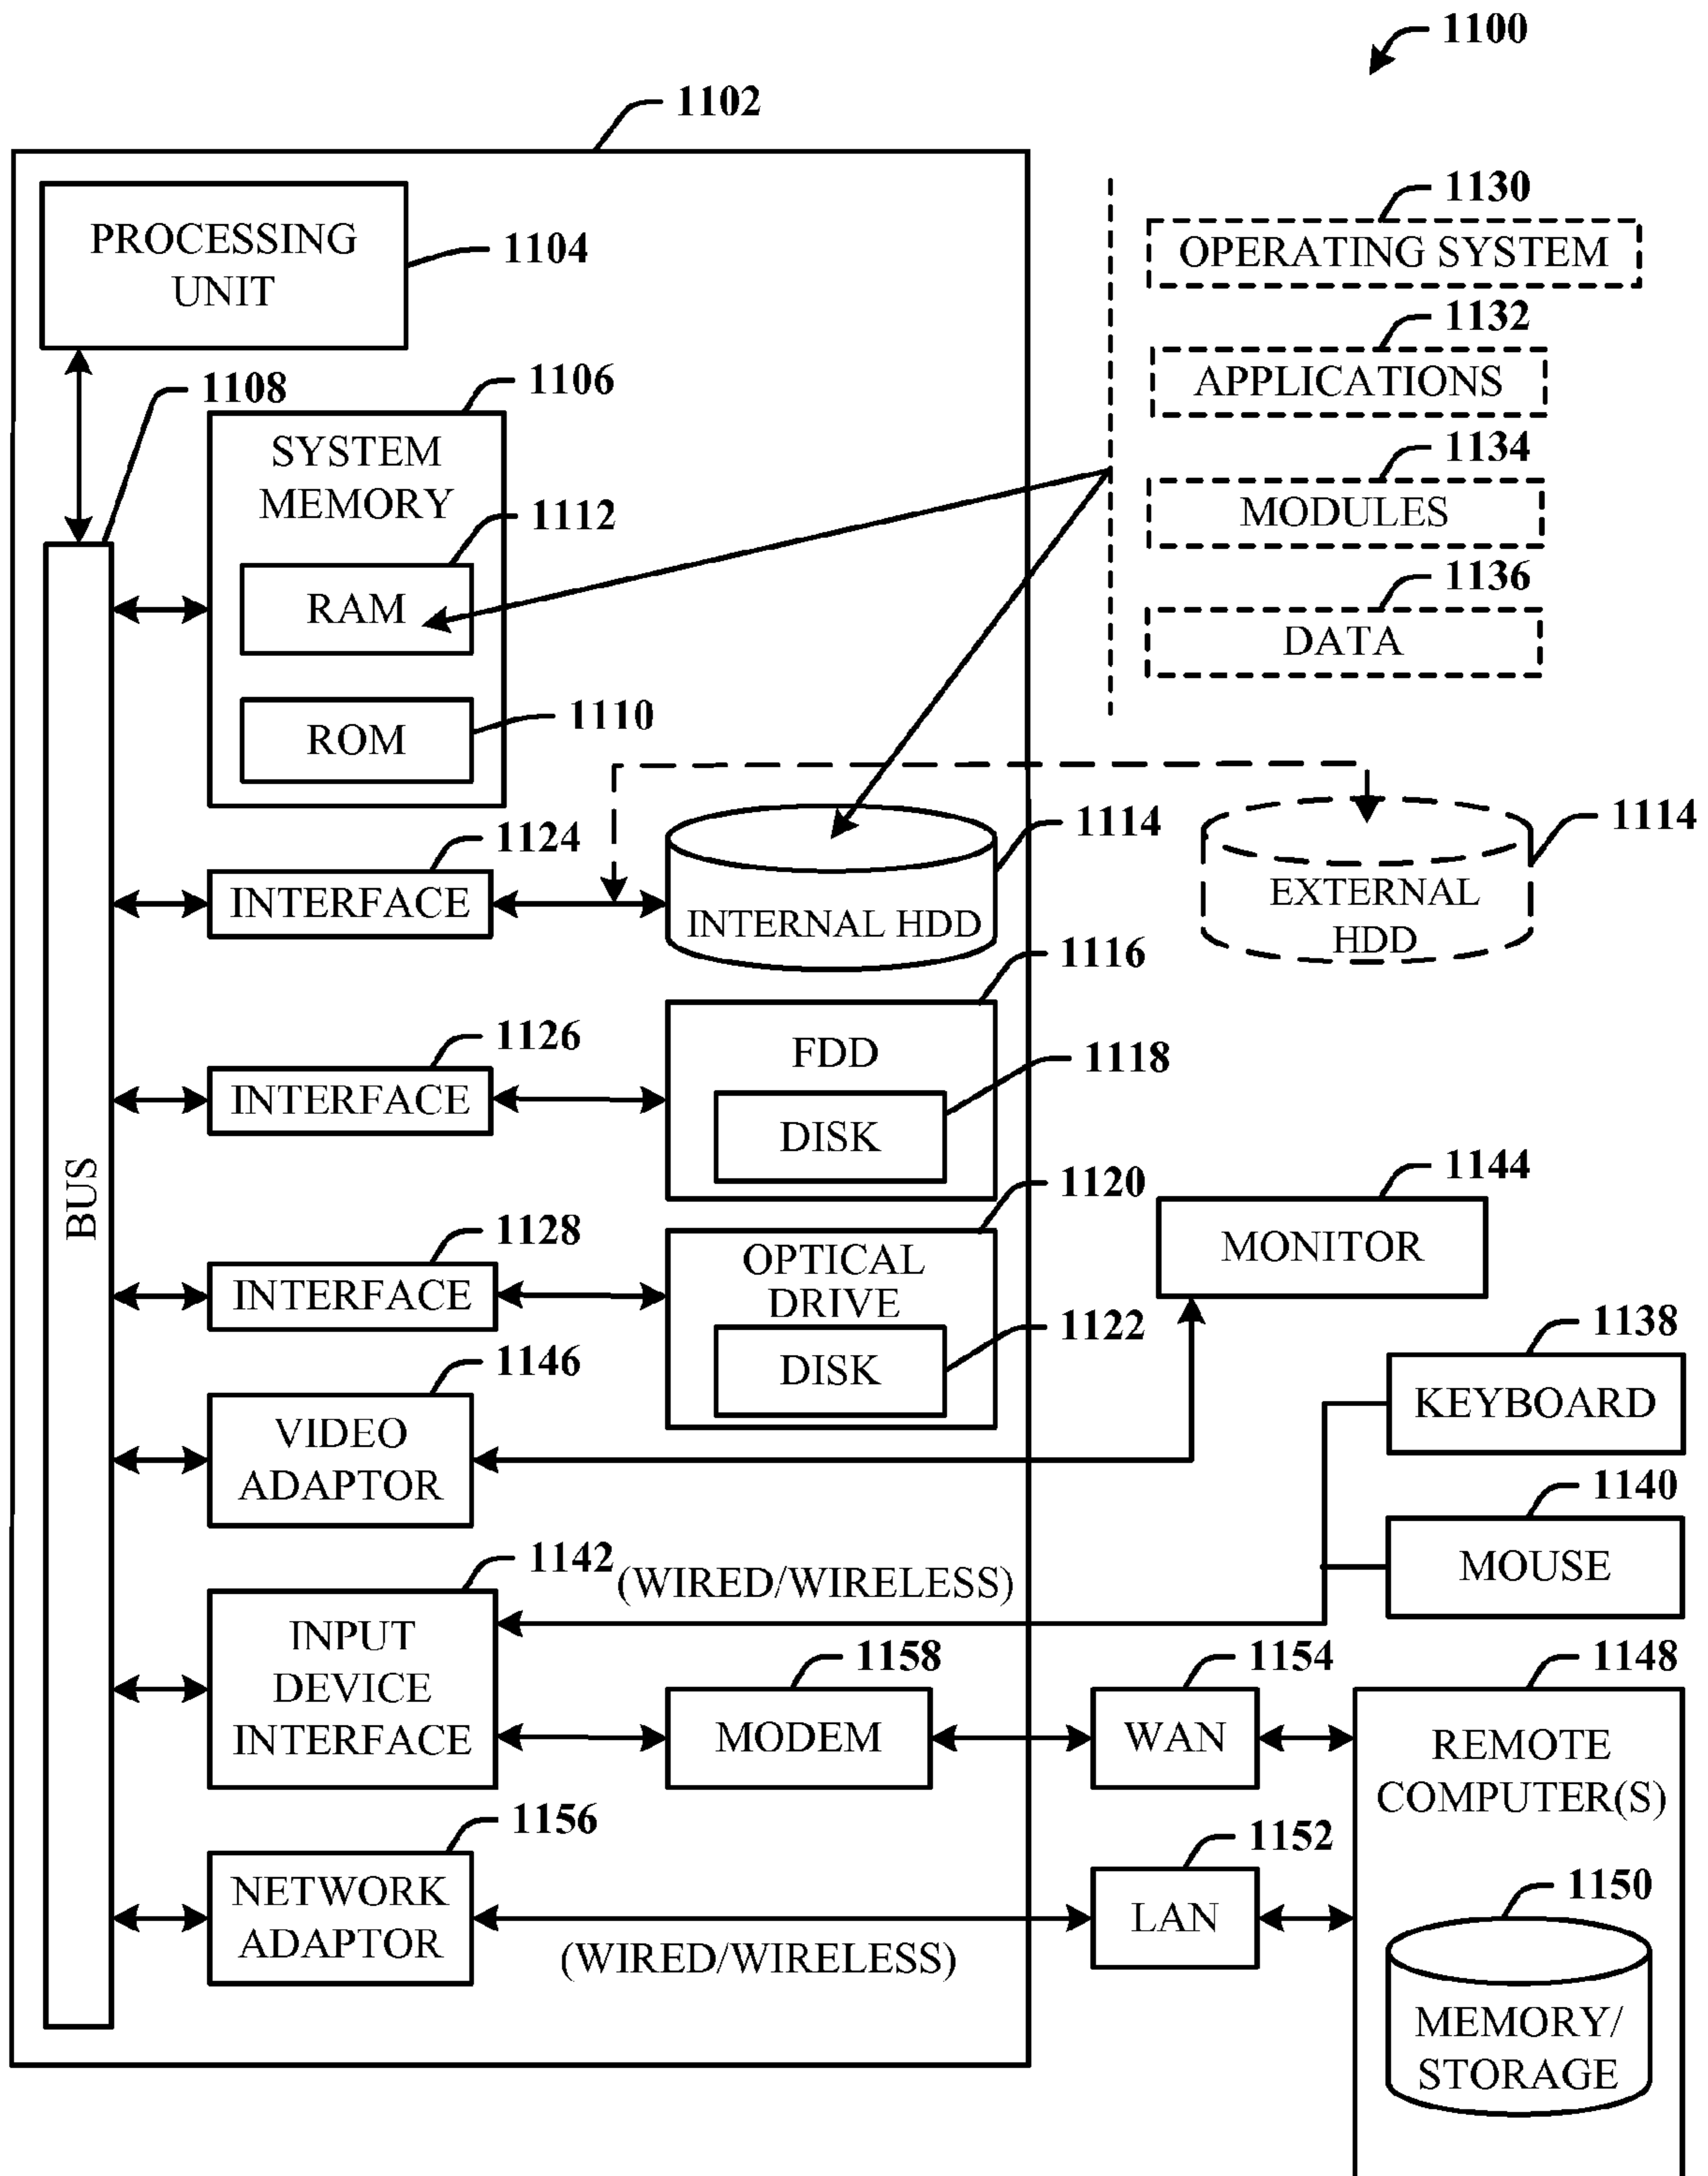 1100
1102
1130
PROCESSING
UNIT
1104
OPERATING SYSTEM
1132
APPLICATIONS
1108
1106
SYSTEM
MEMORY
1134
MODULES
1112
RAM
1136
DATA
1110
ROM
1124
INTERFACE
1114
INTERNAL HDD
1114
EXTERNAL
HDD
1116
FDD
1126
INTERFACE
1118
DISK
BUS
1120
OPTICAL
DRIVE
1128
INTERFACE
1122
DISK
1144
MONITOR
1138
KEYBOARD
1146
VIDEO
ADAPTOR
1140
MOUSE
1142
(WIRED/WIRELESS)
INPUT
DEVICE
INTERFACE
1158
MODEM
1154
WAN
1148
REMOTE
COMPUTER(S)
1156
NETWORK
ADAPTOR
(WIRED/WIRELESS)
1152
LAN
1150
MEMORY/
STORAGE